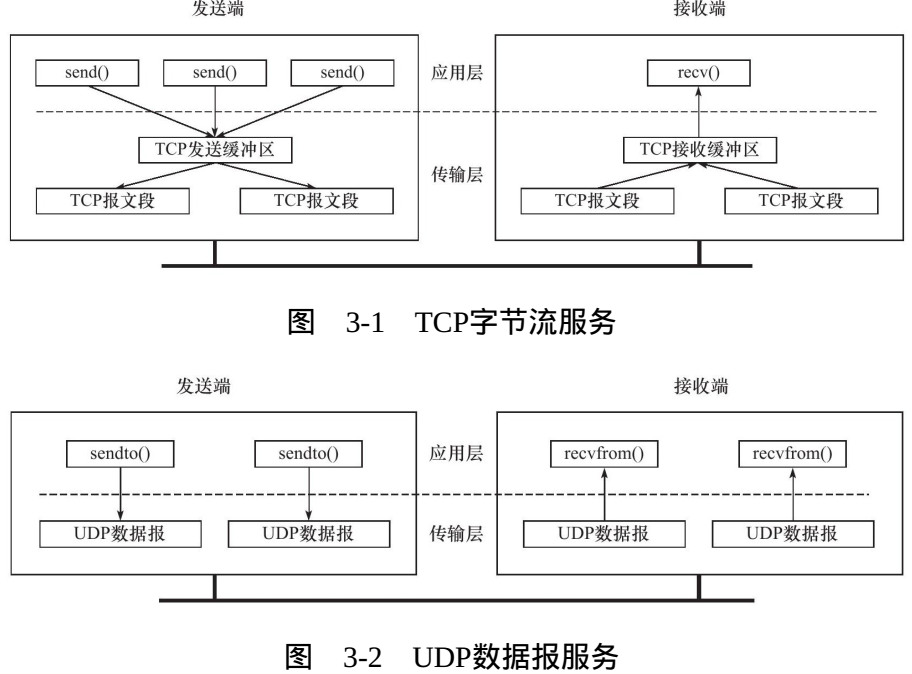 发送端 接收端
send() send() send() 应用层 recv()
TCP发送缓冲区 TCP接收缓冲区
传输层
TCP报文段 TCP报文段 TCP报文段 TCP报文段
图 3-1 TCP字节流服务
发送端 接收端
sendto() sendto() 应用层 recvfrom() recvfrom()
UDP数据报 UDP数据报 传输层 UDP数据报 UDP数据报
图 3-2 UDP数据报服务